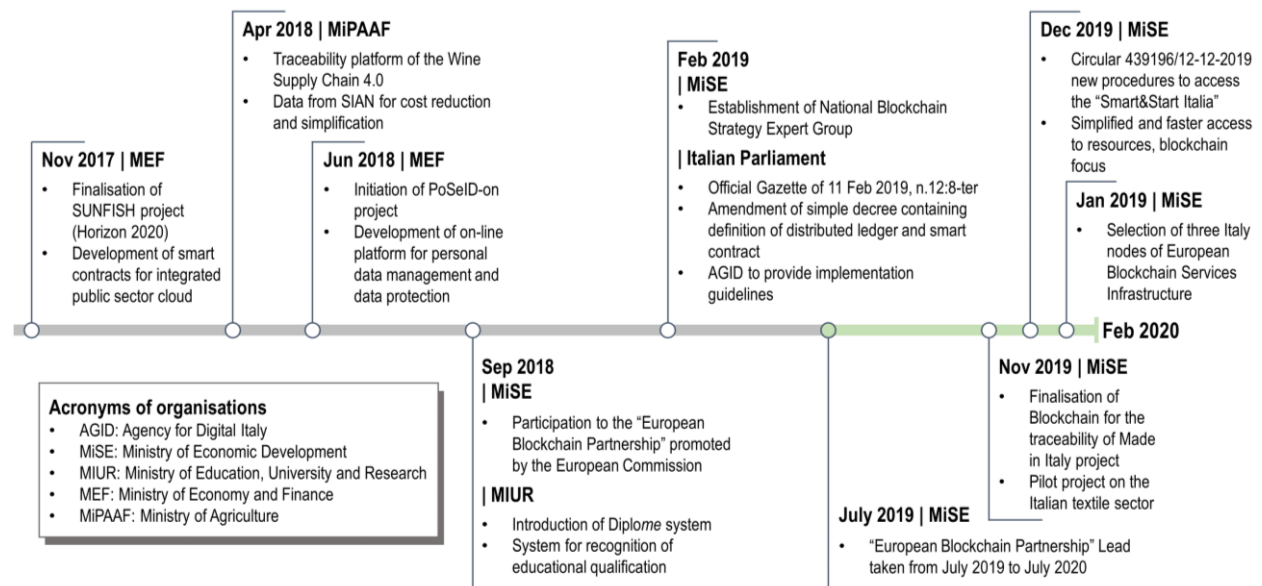 Apr 2018 | MiPAAF
• Traceability platform of the Wine
Supply Chain 4.0
• Data from SIAN for cost reduction
and simplification
Nov 2017 | MEF
• Finalisation of
SUNFISH project
(Horizon 2020)
• Development of smart
contracts for integrated
public sector cloud
Jun 2018 | MEF
• Initiation of PoSeID-on
project
• Development of on-line
platform for personal
data management and
data protection
Feb 2019
| MiSE
• Establishment of National Blockchain
Strategy Expert Group
| Italian Parliament
• Official Gazette of 11 Feb 2019, n.12:8-ter
• Amendment of simple decree containing
definition of distributed ledger and smart
contract
• AGID to provide implementation
guidelines
Dec 2019 | MiSE
• Circular 439196/12-12-2019
new procedures to access
the “Smart&Start Italia”
• Simplified and faster access
to resources, blockchain
focus
Jan 2019 | MiSE
• Selection of three Italy
nodes of European
Blockchain Services
Infrastructure
Feb 2020
Acronyms of organisations
• AGID: Agency for Digital Italy
• MiSE: Ministry of Economic Development
• MIUR: Ministry of Education, University and Research
• MEF: Ministry of Economy and Finance
• MiPAAF: Ministry of Agriculture
Sep 2018
| MiSE
• Participation to the “European
Blockchain Partnership” promoted
by the European Commission
| MIUR
• Introduction of Diplome system
• System for recognition of
educational qualification
July 2019 | MiSE
• “European Blockchain Partnership” Lead
taken from July 2019 to July 2020
Nov 2019 | MiSE
• Finalisation of
Blockchain for the
traceability of Made
in Italy project
• Pilot project on the
Italian textile sector